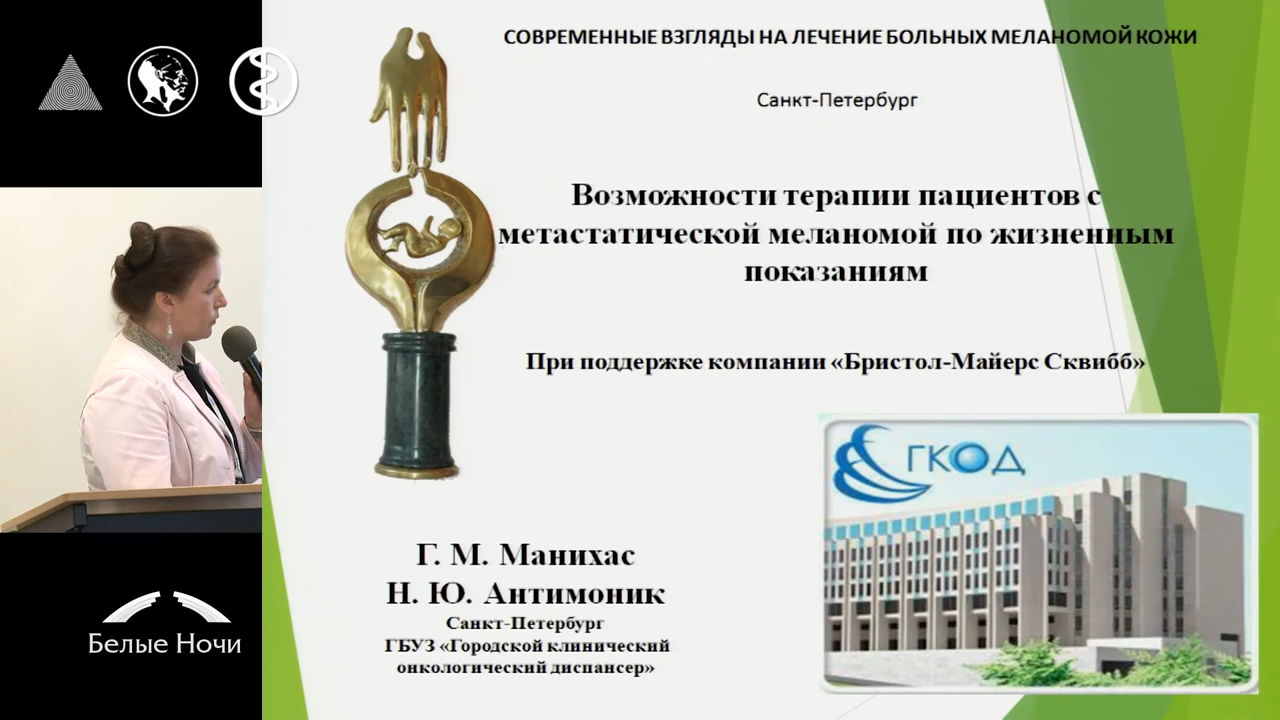 СОВРЕМЕННЫЕ ВЗГЛЯДЫ НА ЛЕЧЕНИЕ БОЛЬНЫХ МЕЛАНОМОЙ КОЖИ
Санкт-Петербург
Возможности терапии пациентов с
метастатической меланомой по жизненным
показаниям
При поддержке компании «Бристол-Майерс Сквибб»
ГКОД
Г. М. Манихас
Н. Ю. Антимоник
Санкт-Петербург
ГБУЗ «Городской клинический
онкологический диспансер»
Белые Ночи